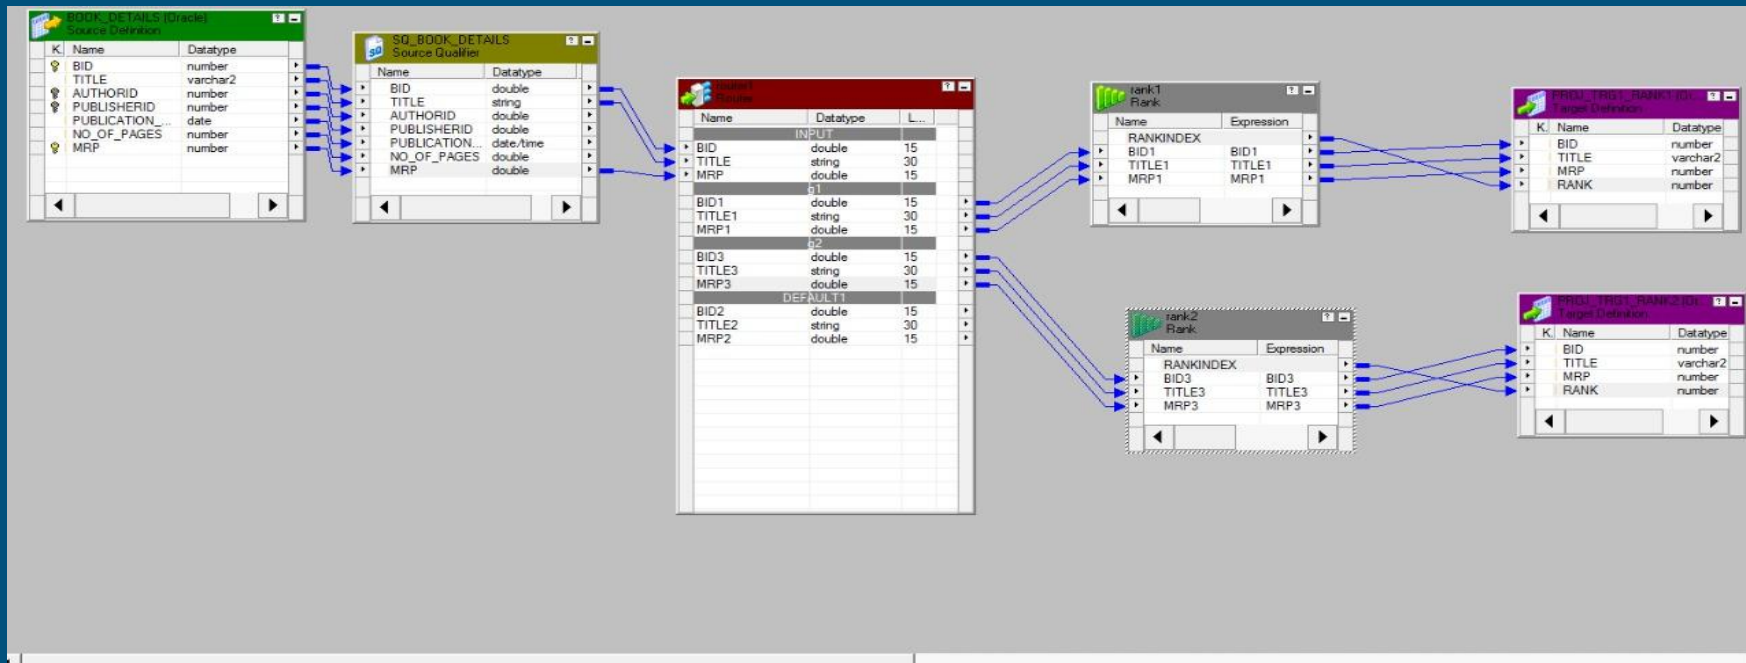 BOOK_DETAILS (Oracle)
Source Definition
K. Name Datatype
BID number
TITLE varchar2
AUTHORID number
PUBLISHERID number
PUBLICATION_... date
NO_OF_PAGES number
MRP number
SQ_BOOK_DETAILS
Source Qualifier
Name Datatype
BID double
TITLE string
AUTHORID double
PUBLISHERID double
PUBLICATION... date/time
NO_OF_PAGES double
MRP double
router1
Router
Name Datatype L...
INPUT
BID double 15
TITLE string 30
MRP double 15
g1
BID1 double 15
TITLE1 string 30
MRP1 double 15
g2
BID3 double 15
TITLE3 string 30
MRP3 double 15
DEFAULT1
BID2 double 15
TITLE2 string 30
MRP2 double 15
rank1
Rank
Name Expression
RANKINDEX
BID1 BID1
TITLE1 TITLE1
MRP1 MRP1
PROJ_TRG1_RANK1 (Or...
Target Definition
K. Name Datatype
BID number
TITLE varchar2
MRP number
RANK number
rank2
Rank
Name Expression
RANKINDEX
BID3 BID3
TITLE3 TITLE3
MRP3 MRP3
PROJ_TRG1_RANK2 (Or...
Target Definition
K. Name Datatype
BID number
TITLE varchar2
MRP number
RANK number